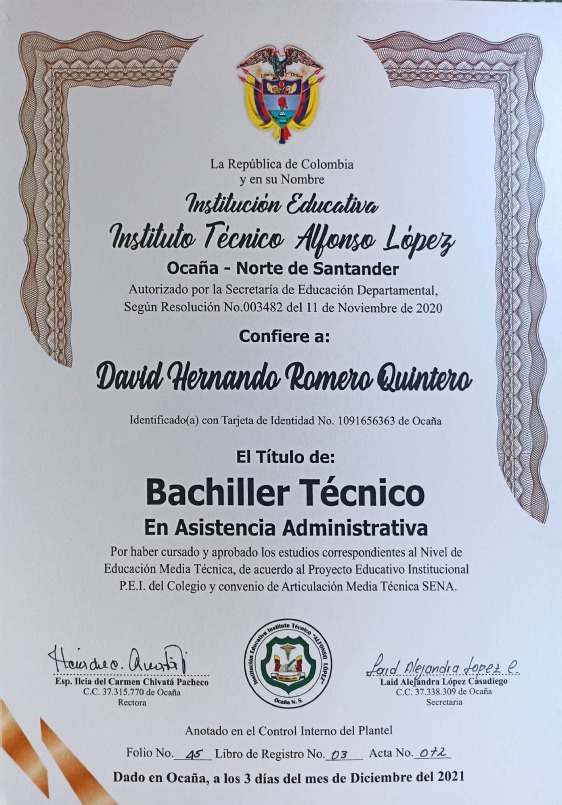 La República de Colombia
y en su Nombre
Institución Educativa
Instituto Técnico Alfonso López
Ocaña - Norte de Santander
Autorizado por la Secretaría de Educación Departamental,
Según Resolución No.003482 del 11 de Noviembre de 2020
Confiere a:
David Hernando Romero Quintero
Identificado(a) con Tarjeta de Identidad No. 1091656363 de Ocaña
El Título de:
Bachiller Técnico
En Asistencia Administrativa
Por haber cursado y aprobado los estudios correspondientes al Nivel de
Educación Media Técnica, de acuerdo al Proyecto Educativo Institucional
P.E.I. del Colegio y convenio de Articulación Media Técnica SENA.
Institución Educativa Instituto Técnico "ALFONSO LÓPEZ"
Ocaña N. S.
Esp. Ilcia del Carmen Chivatá Pacheco
C.C. 37.315.770 de Ocaña
Rectora
Laid Alejandra Lopez C.
Laid Alejandra López Casadiego
C.C. 37.338.309 de Ocaña
Secretaria
Anotado en el Control Interno del Plantel
Folio No. 45 Libro de Registro No. 03 Acta No. 072
Dado en Ocaña, a los 3 días del mes de Diciembre del 2021